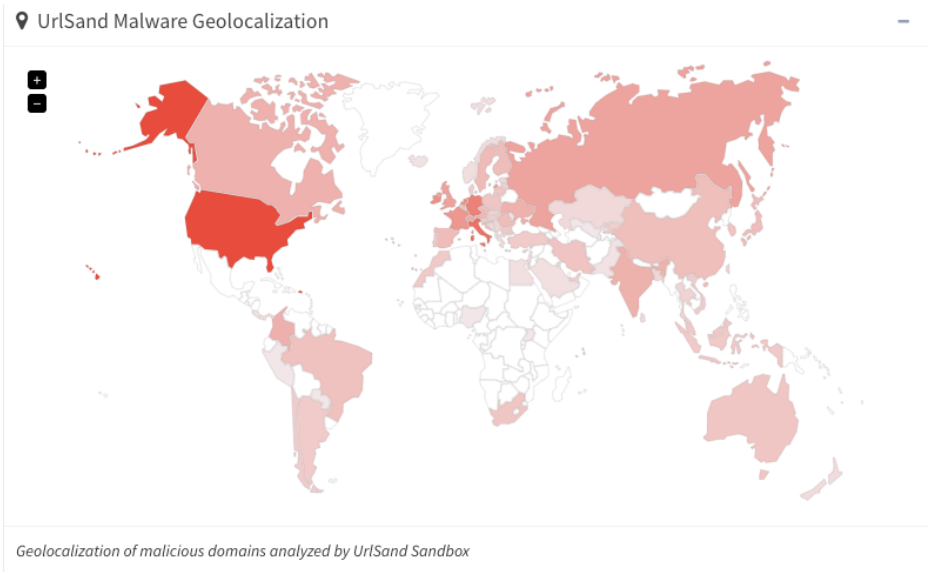 UrlSand Malware Geolocalization
+
−
Geolocalization of malicious domains analyzed by UrlSand Sandbox